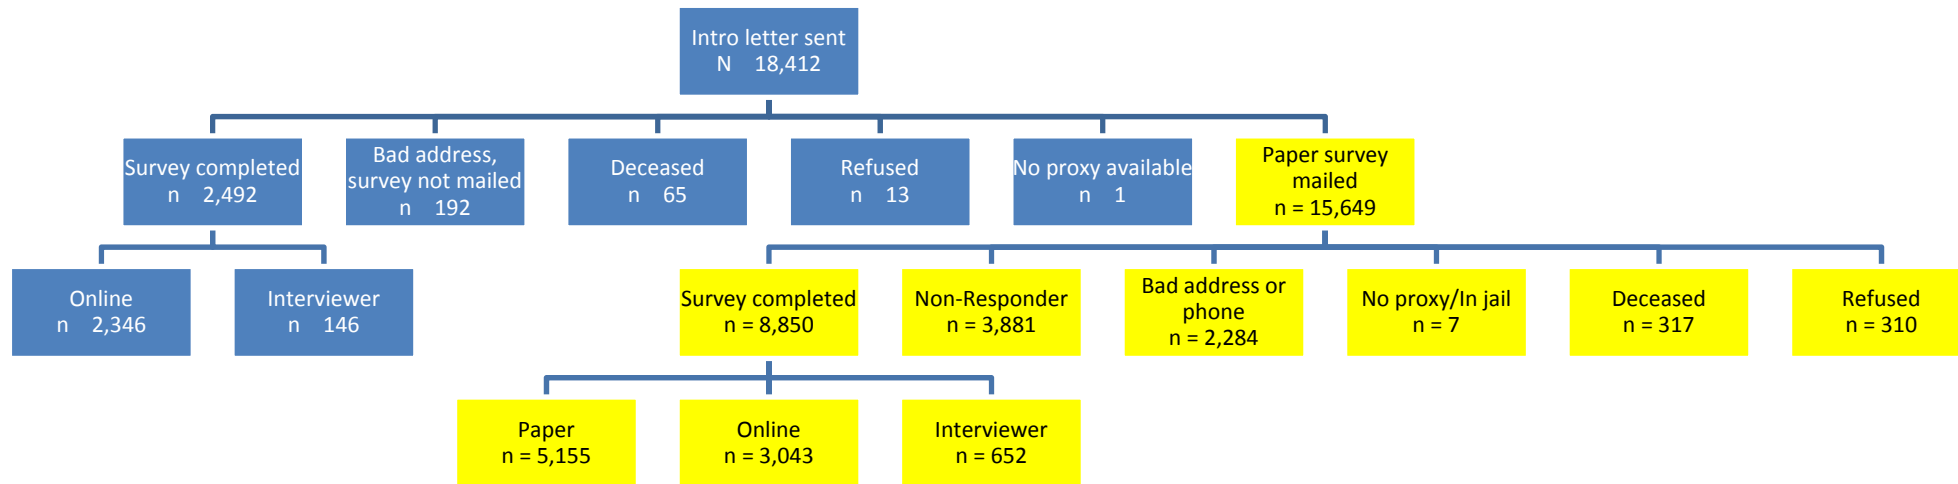 Intro letter sent
N 18,412
Survey completed
n 2,492
Bad address,
survey not mailed
n 192
Deceased
n 65
Refused
n 13
No proxy available
n 1
Paper survey
mailed
n = 15,649
Online
n 2,346
Interviewer
n 146
Survey completed
n = 8,850
Non-Responder
n = 3,881
Bad address or
phone
n = 2,284
No proxy/In jail
n = 7
Deceased
n = 317
Refused
n = 310
Paper
n = 5,155
Online
n = 3,043
Interviewer
n = 652